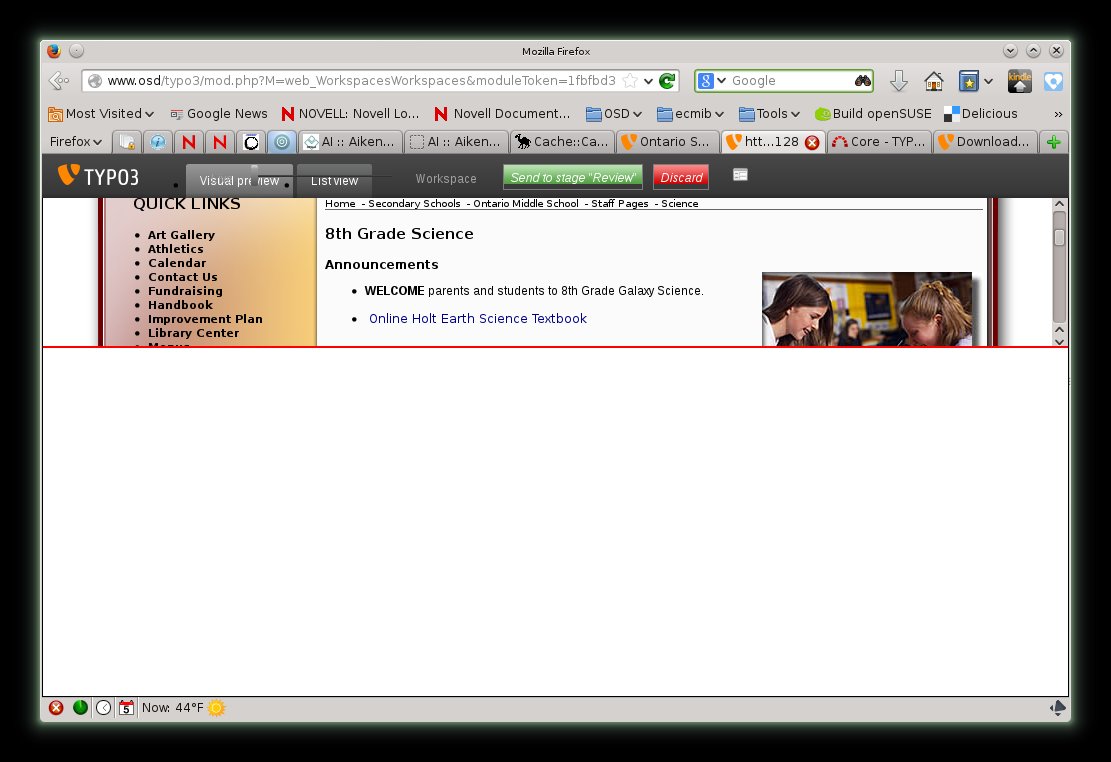 Mozilla Firefox
www.osd/typo3/mod.php?M=web_WorkspacesWorkspaces&moduleToken=1fbfbd3
Google
kindle
Most Visited
Google News
NOVELL: Novell Lo...
Novell Document...
OSD
ecmib
Tools
Build openSUSE
Delicious
»
Firefox
AI :: Aiken...
AI :: Aiken...
Cache::Ca...
Ontario S...
htt...128
Core - TYP...
Download...
TYPO3
Visual preview
List view
Workspace
Send to stage "Review"
Discard
QUICK LINKS
• Art Gallery
• Athletics
• Calendar
• Contact Us
• Fundraising
• Handbook
• Improvement Plan
• Library Center
Home - Secondary Schools - Ontario Middle School - Staff Pages - Science
8th Grade Science
Announcements
• WELCOME parents and students to 8th Grade Galaxy Science.
• Online Holt Earth Science Textbook
5
Now: 44°F